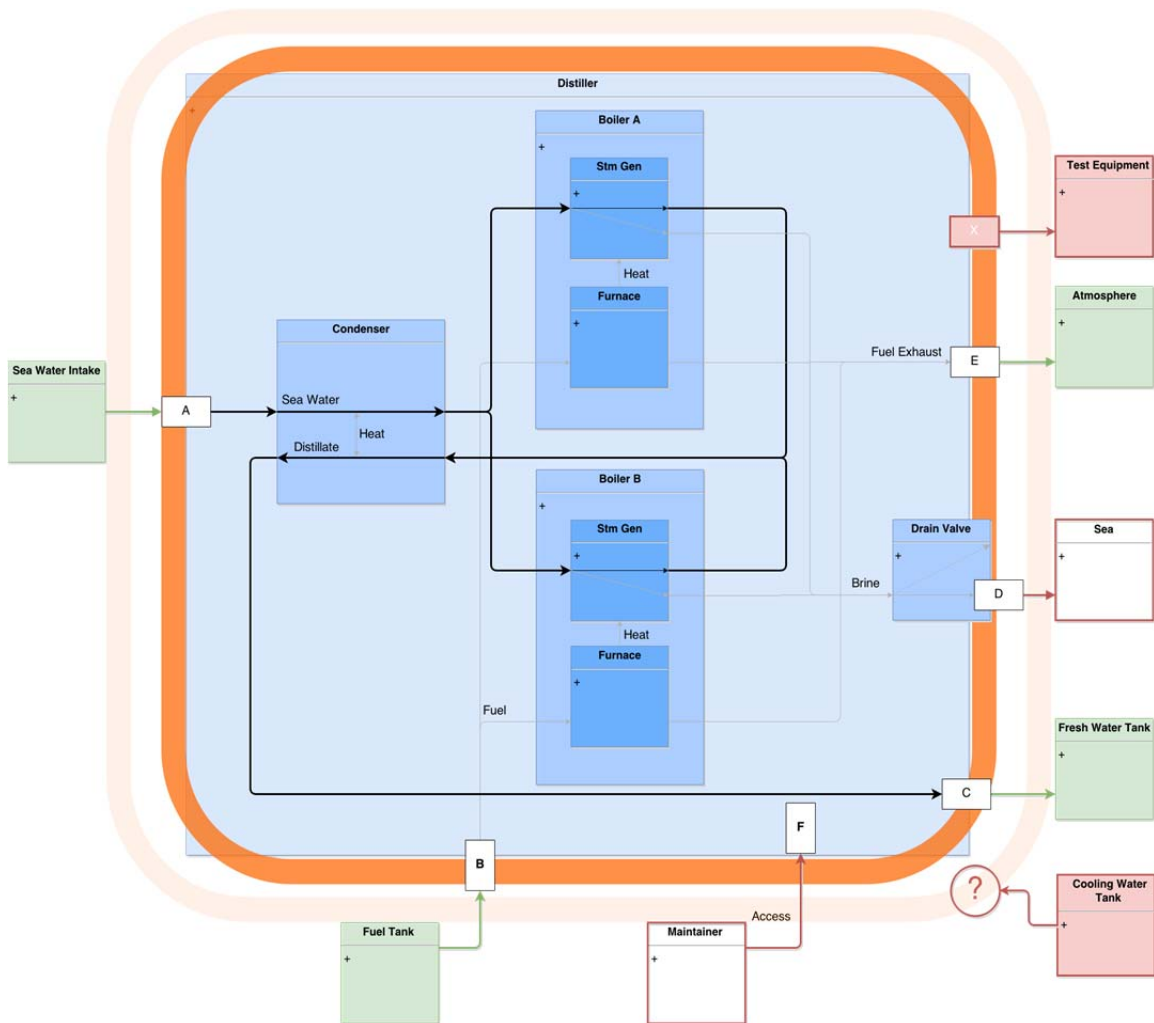 Distiller
+
Boiler A
+
Stm Gen
+
Heat
Furnace
+
Test Equipment
+
X
Atmosphere
+
Fuel Exhaust
E
Condenser
Sea Water Intake
+
A
Sea Water
Heat
Distillate
Boiler B
+
Stm Gen
+
Heat
Furnace
+
Drain Valve
+
Brine
D
Sea
+
Fuel
Fresh Water Tank
+
C
F
B
?
Cooling Water
Tank
+
Access
Fuel Tank
+
Maintainer
+